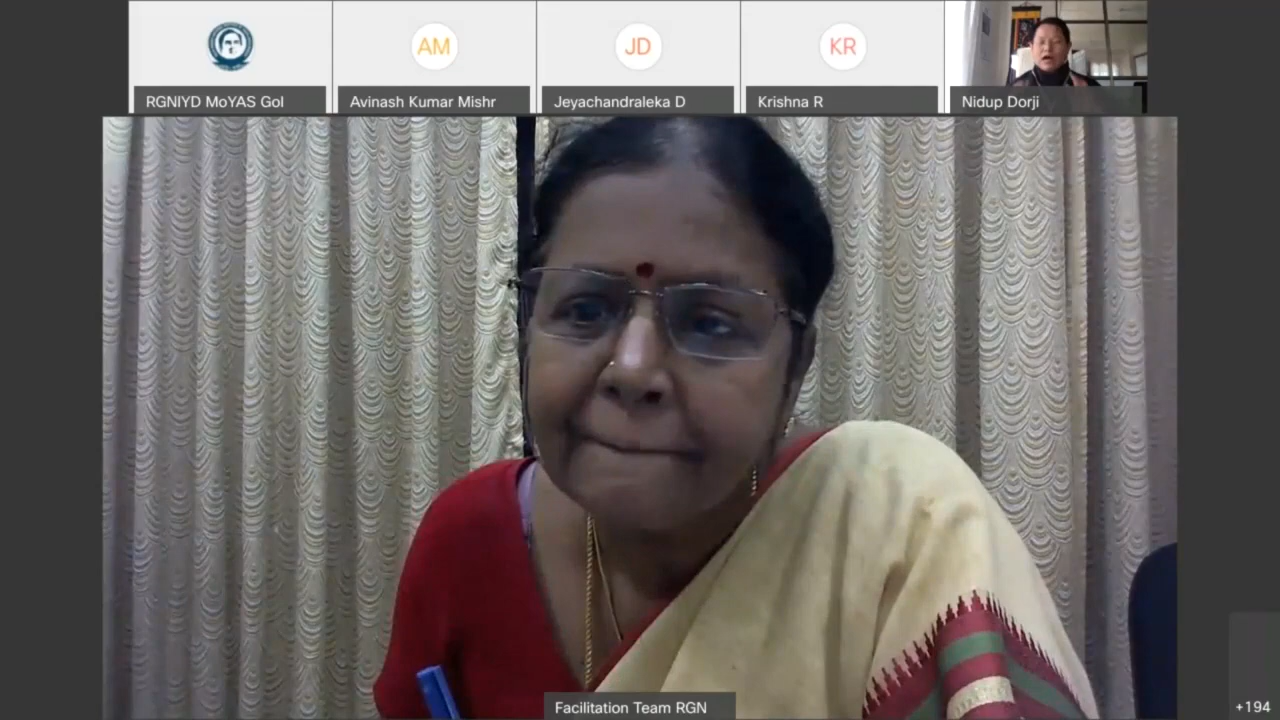 AM
JD
KR
RGNIYD MoYAS GoI
Avinash Kumar Mishr
Jeyachandraleka D
Krishna R
Nidup Dorji
Facilitation Team RGN
+194